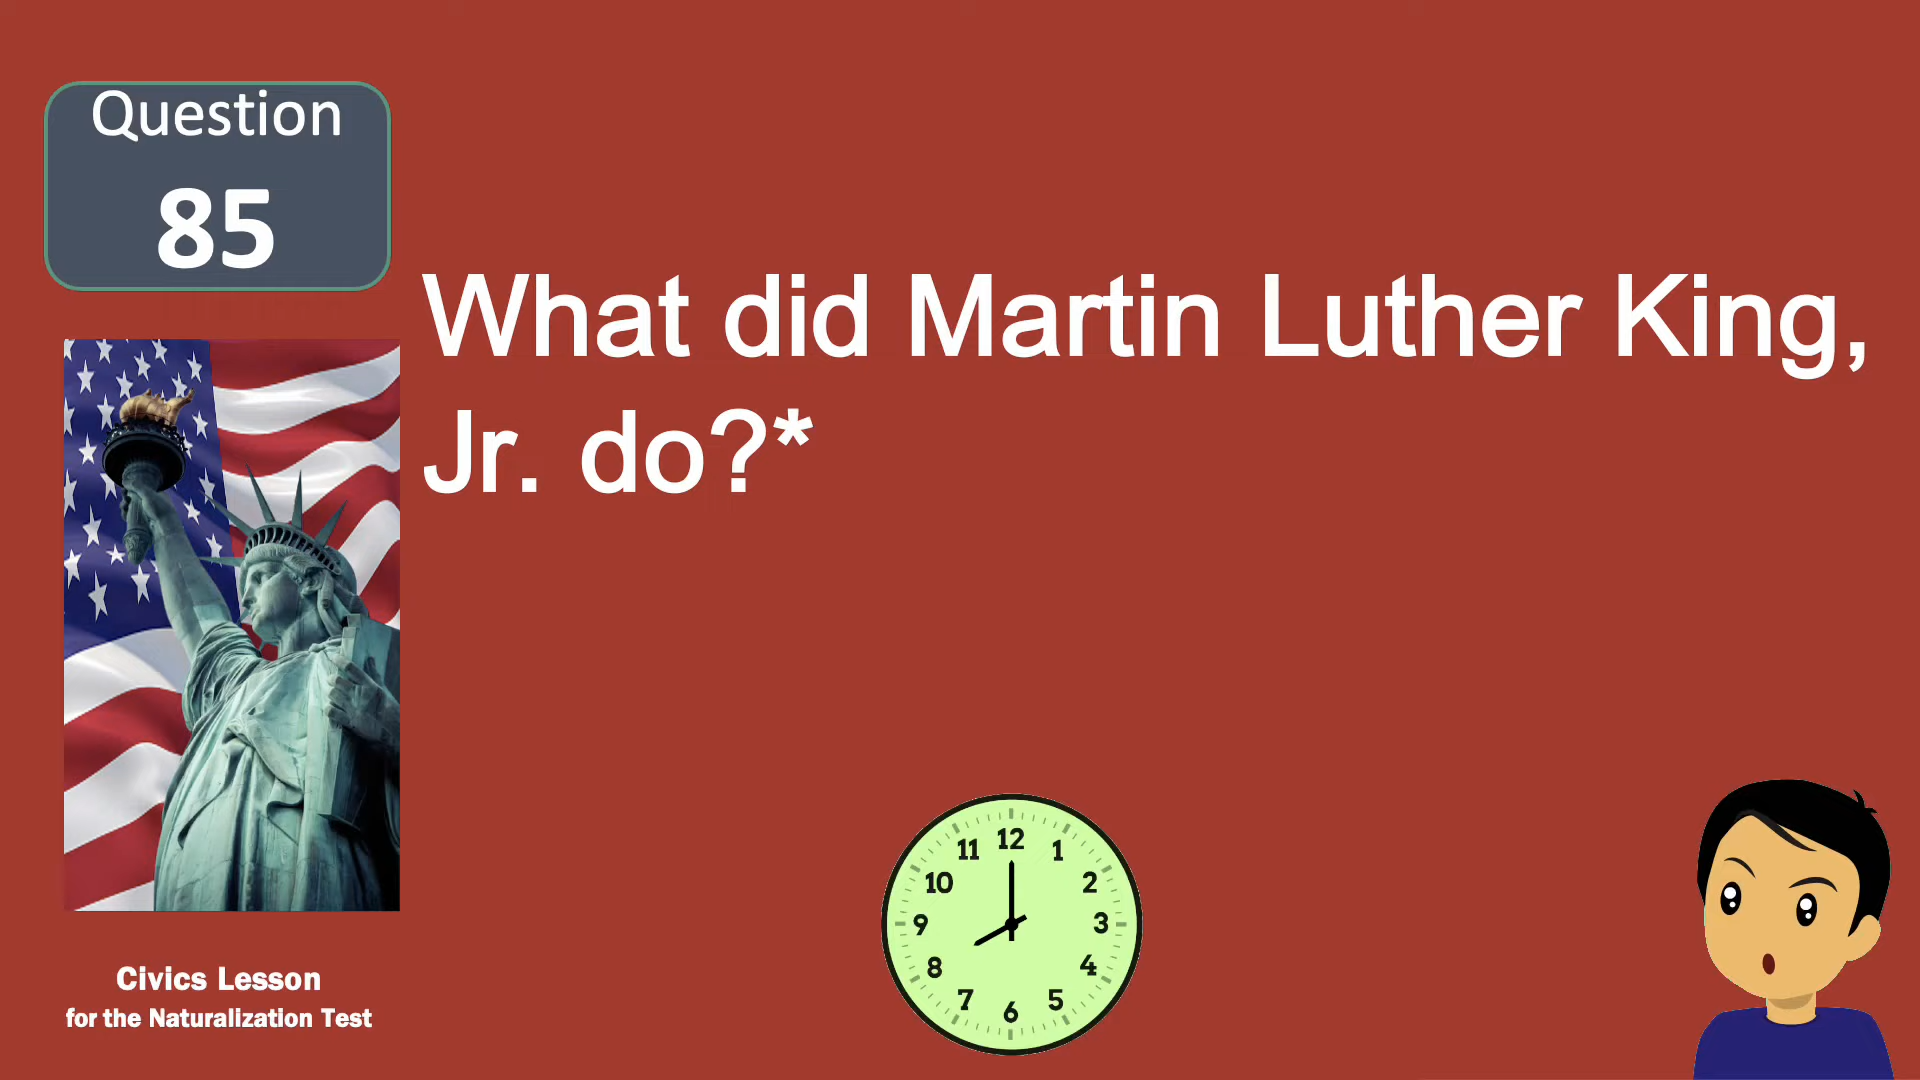 Question
85
What did Martin Luther King,
Jr. do?*
12
11
1
10
2
9
3
8
4
7
5
6
Civics Lesson
for the Naturalization Test